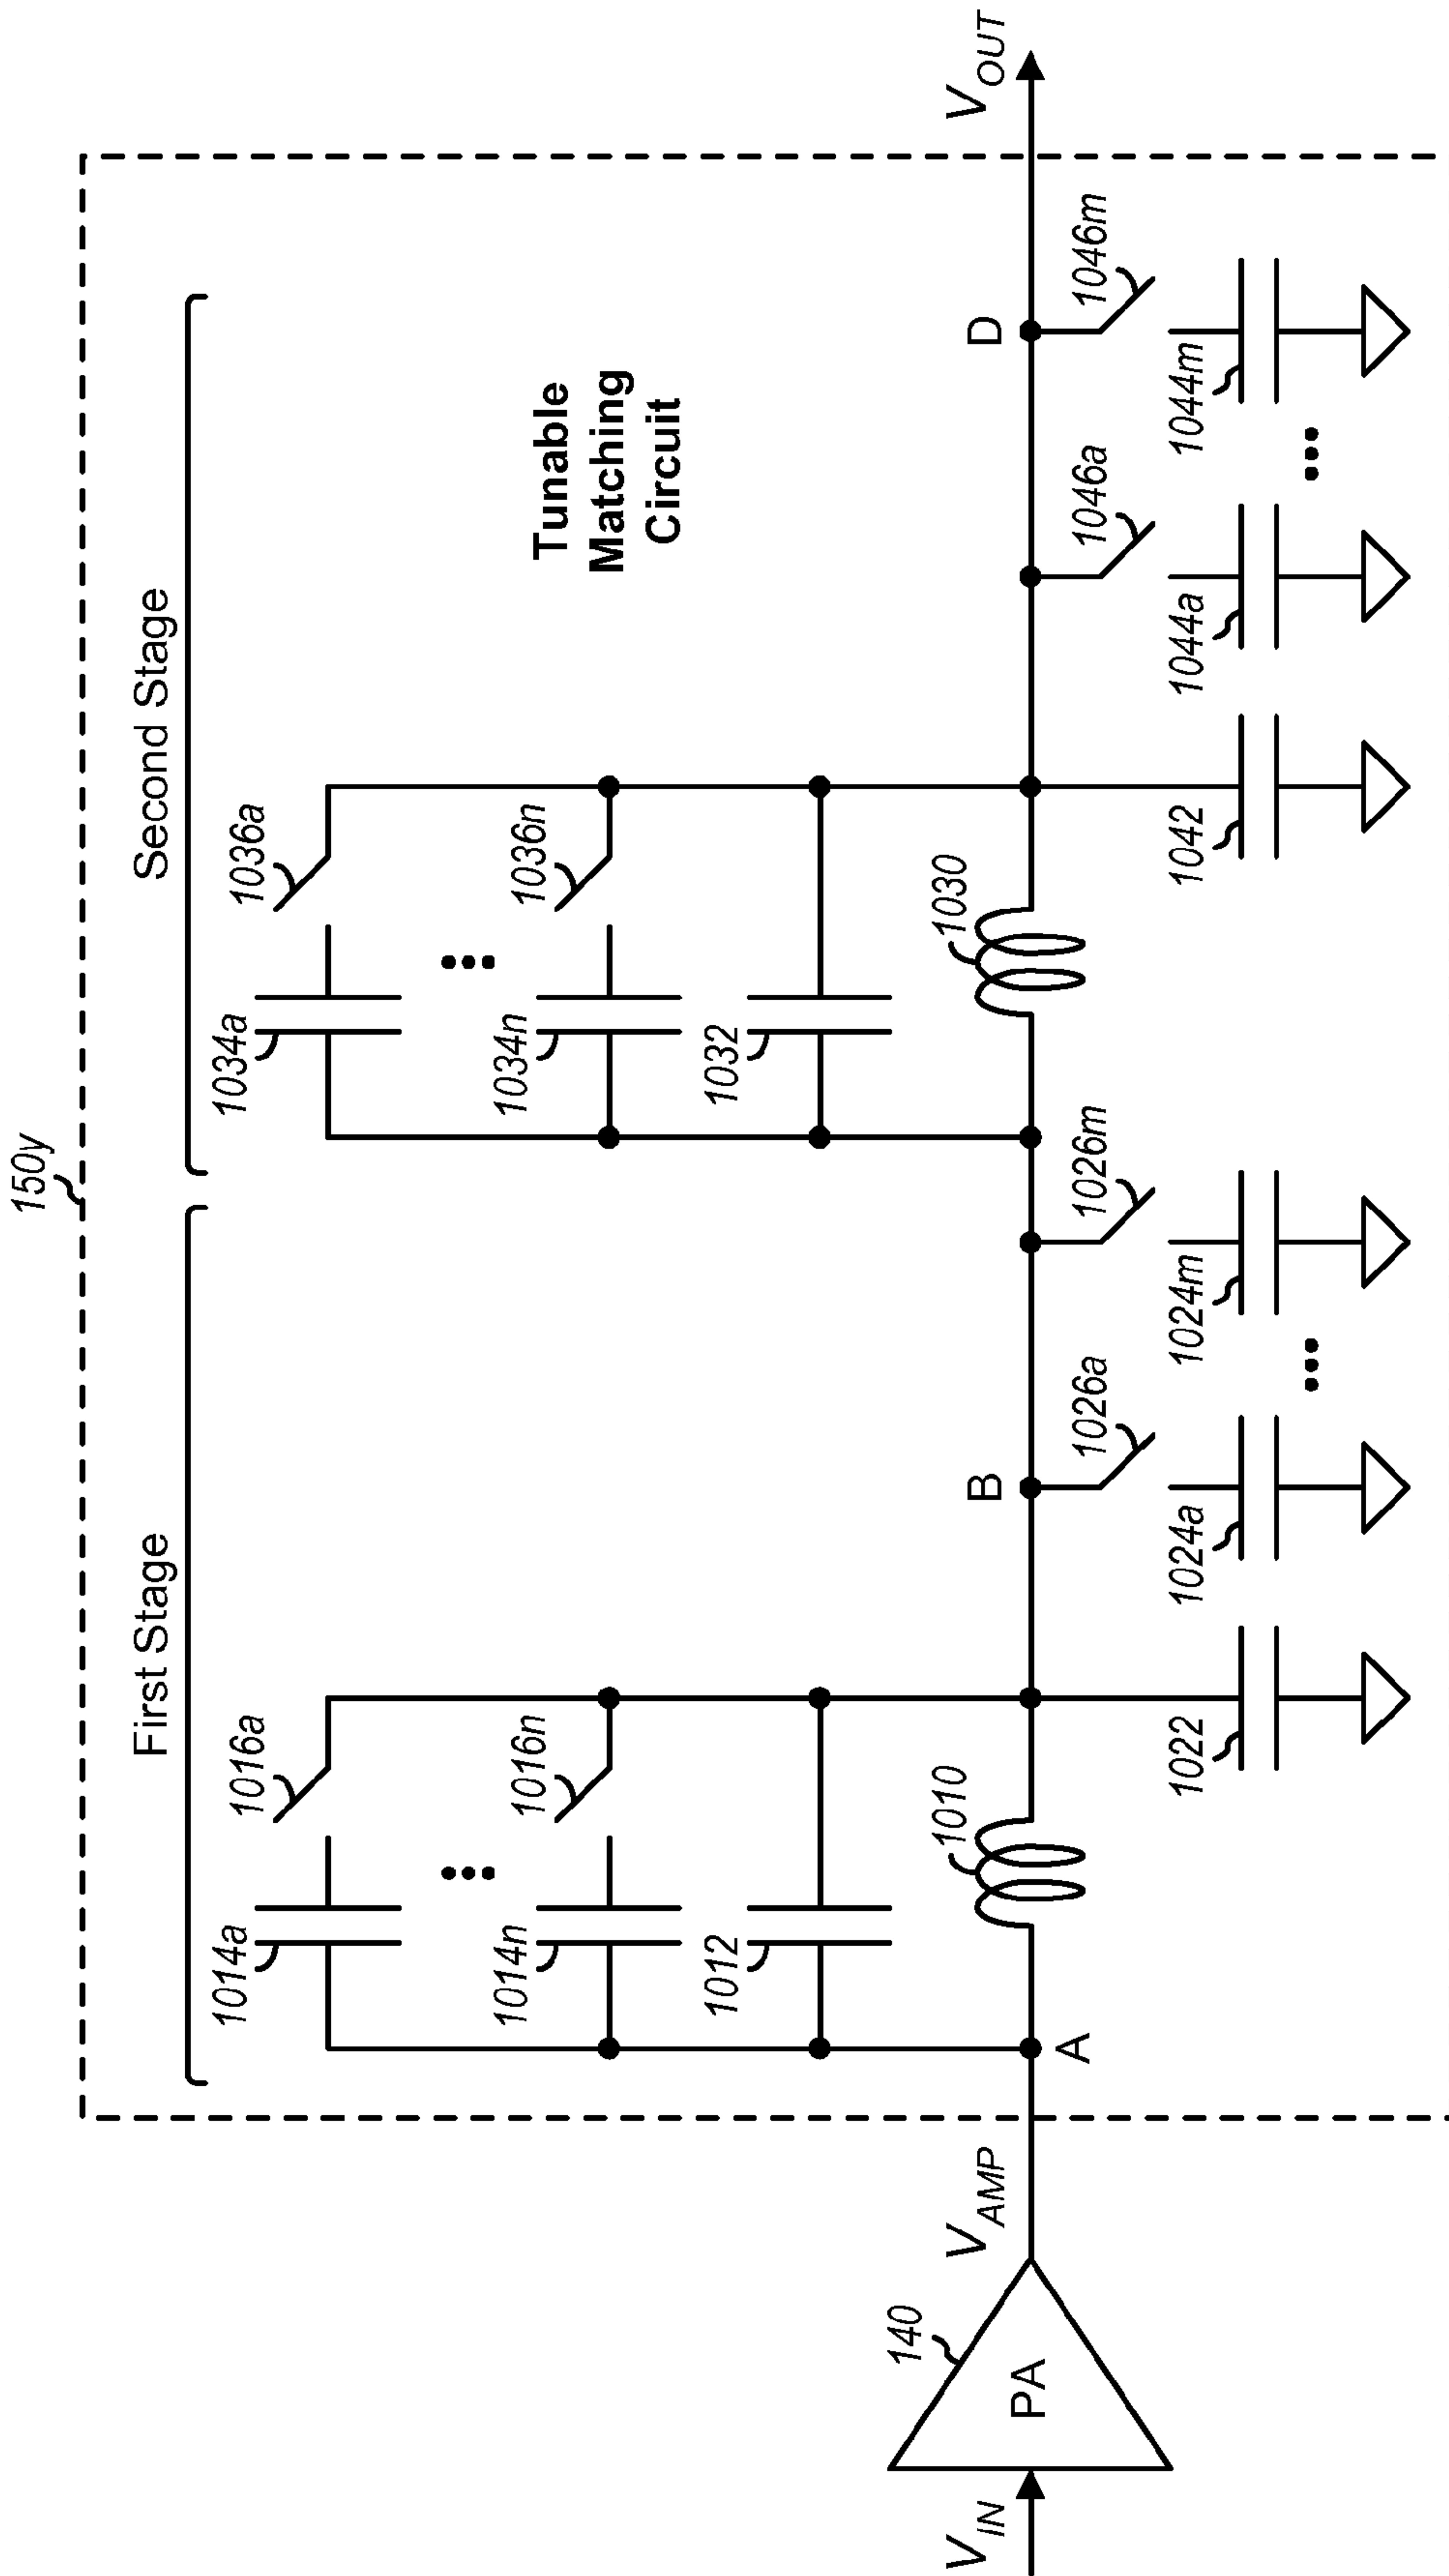 150y
First Stage
Second Stage
1014a
1016a
1034a
1036a
1014n
1016n
1034n
1036n
Tunable
Matching
Circuit
1012
1032
140
V_IN
PA
V_AMP
A
1010
B
1030
D
V_OUT
1026a
1026m
1046a
1046m
1022
1024a
1024m
1042
1044a
1044m